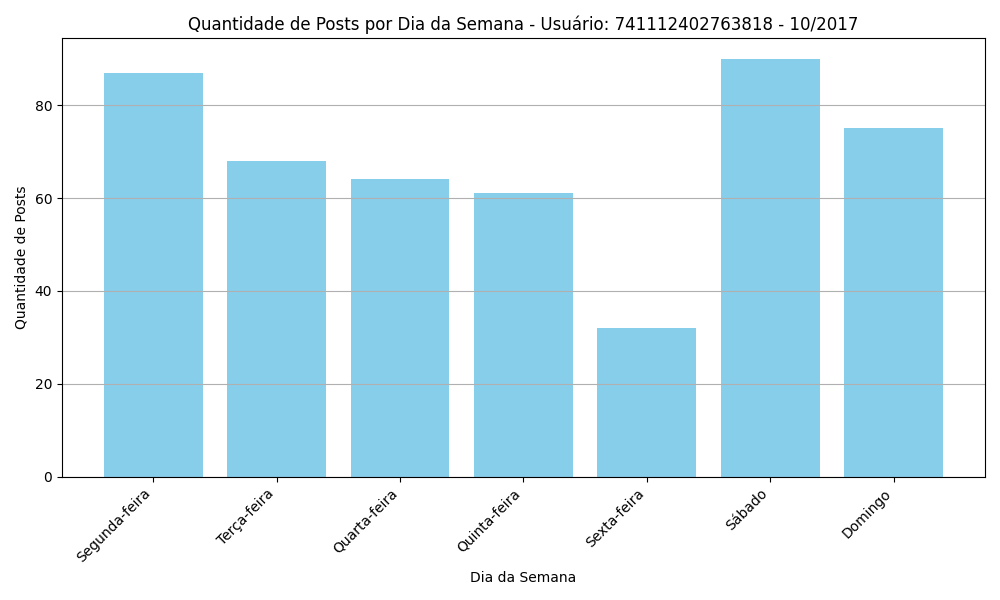 Quantidade de Posts por Dia da Semana - Usuário: 741112402763818 - 10/2017
Quantidade de Posts
80
60
40
20
0
Segunda-feira
Terça-feira
Quarta-feira
Quinta-feira
Sexta-feira
Sábado
Domingo
Dia da Semana